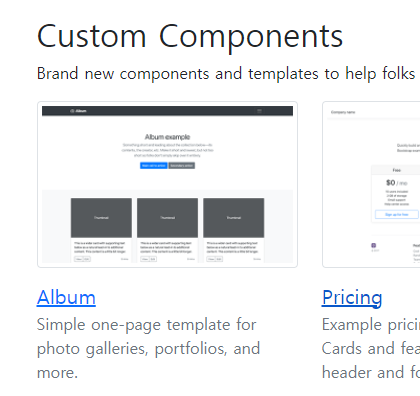 Custom Components
Brand new components and templates to help folks
Album
Album example
Company name
Free
$0 / mo
Sign up for free
Thumbnail
Thumbnail
Thumbnail
Album
Simple one-page template for
photo galleries, portfolios, and
more.
Pricing
Example prici
Cards and fea
header and fo